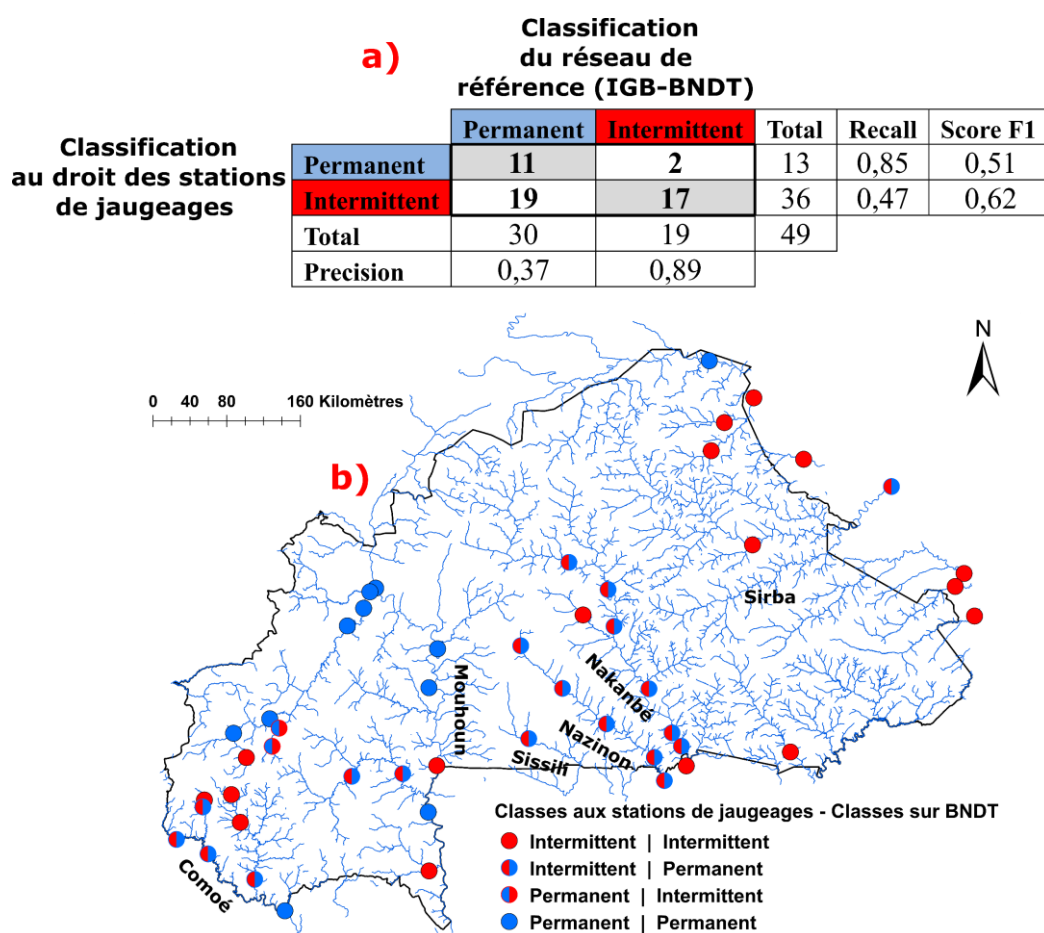 Classification
du réseau de
référence (IGB-BNDT)
a)
Permanent Intermittent Total Recall Score F1
Classification
au droit des stations
de jaugeages
Permanent 11 2 13 0,85 0,51
Intermittent 19 17 36 0,47 0,62
Total 30 19 49
Precision 0,37 0,89
N
0 40 80 160 Kilomètres
b)
Sirba
Mouhoun
Nakanbé
Nazinon
Sissili
Comoé
Classes aux stations de jaugeages - Classes sur BNDT
Intermittent | Intermittent
Intermittent | Permanent
Permanent | Intermittent
Permanent | Permanent